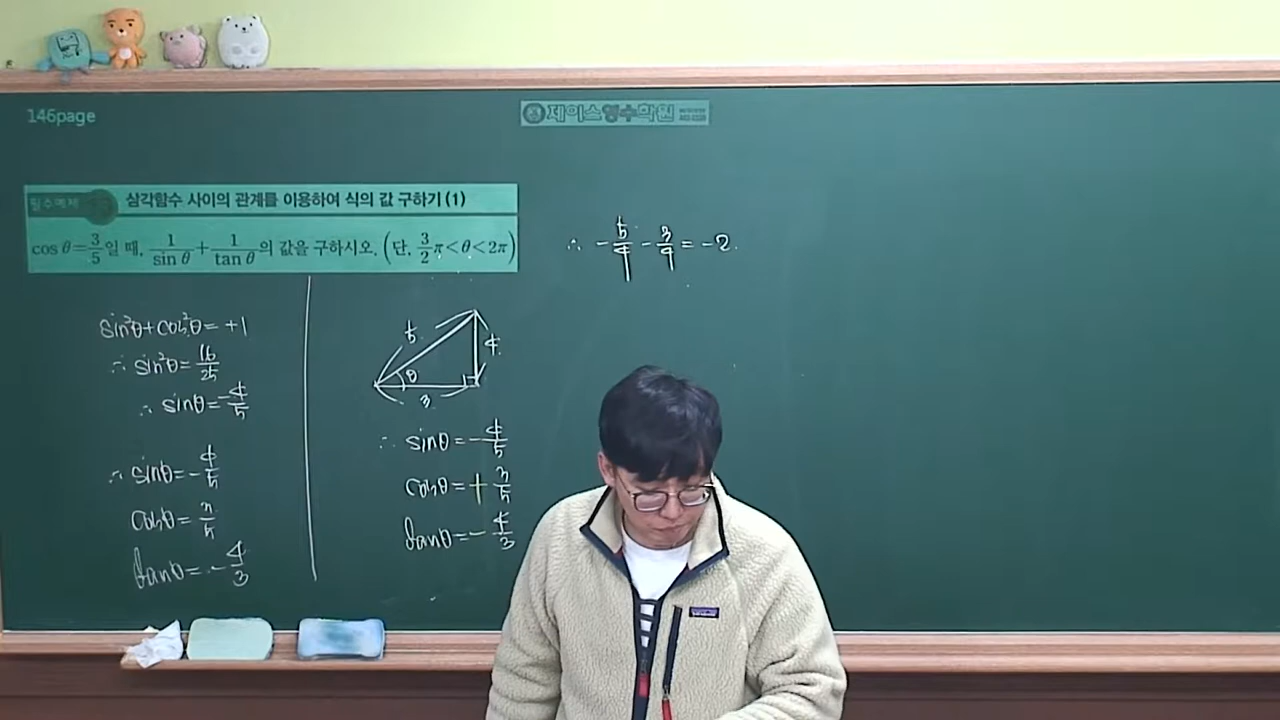 146page
제이스영수학원
필수예제
삼각함수 사이의 관계를 이용하여 식의 값 구하기 (1)
cos θ=3/5일 때, 1/sin θ + 1/tan θ의 값을 구하시오. (단, 3/2π<θ<2π)
∴ -5/4 - 3/4 = -2.
sin²θ+cos²θ= +1
∴ sin²θ= 16/25
∴ sinθ= -4/5
∴ sinθ= -4/5
cosθ= 3/5
tanθ= -4/3
5
4
θ
3
∴ sinθ= -4/5
cosθ= + 3/5
tanθ= - 4/3
patagonia